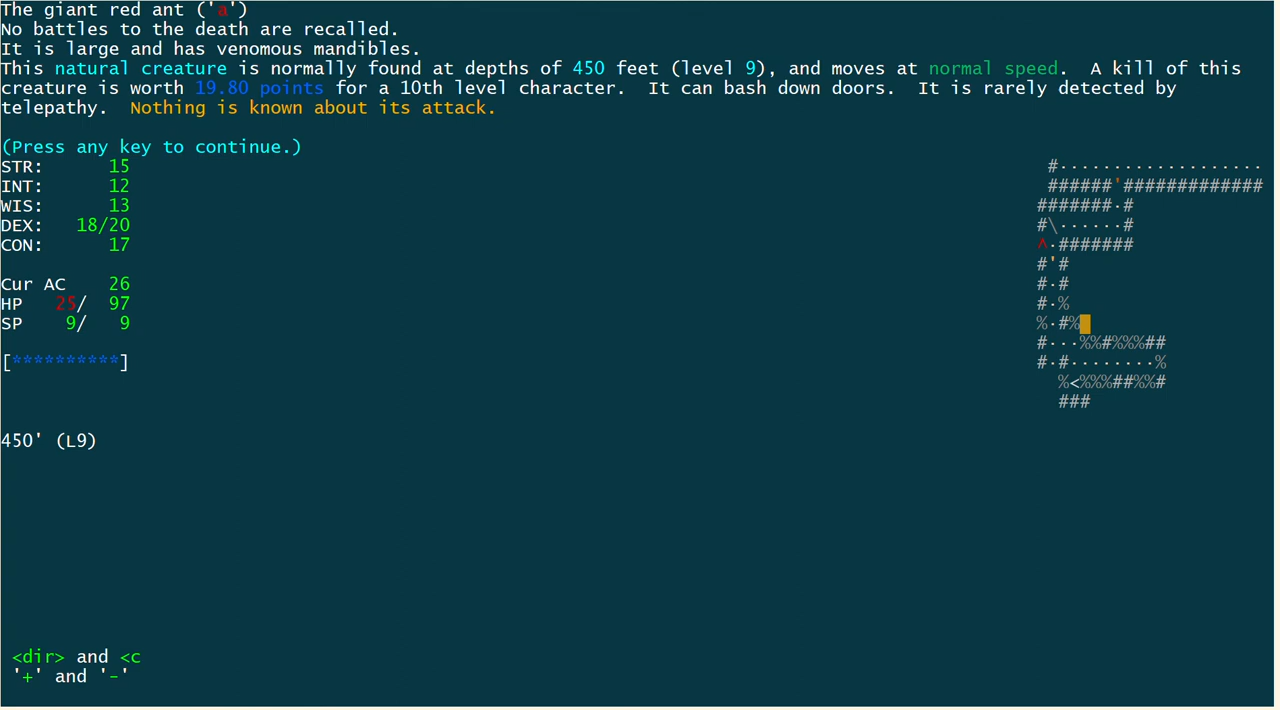 The giant red ant ('a')
No battles to the death are recalled.
It is large and has venomous mandibles.
This natural creature is normally found at depths of 450 feet (level 9), and moves at normal speed.  A kill of this
creature is worth 19.80 points for a 10th level character.  It can bash down doors.  It is rarely detected by
telepathy.  Nothing is known about its attack.
(Press any key to continue.)
STR:      15      #···················
INT:      12      ######'#############
WIS:      13      #######·#
DEX:   18/20      #\······#
CON:      17      ^·#######
#'#
Cur AC    26      #·#
HP   25/  97      #·%
SP    9/   9      %·#%
#···%%#%%%##
[**********]      #·#········%
%<%%%##%%#
###
450' (L9)
<dir> and <c
'+' and '-'